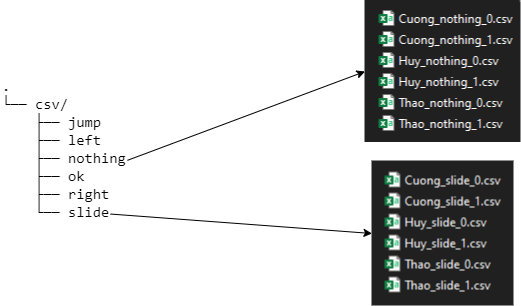 .
└── csv/
├── jump
├── left
├── nothing
├── ok
├── right
└── slide
Cuong_nothing_0.csv
Cuong_nothing_1.csv
Huy_nothing_0.csv
Huy_nothing_1.csv
Thao_nothing_0.csv
Thao_nothing_1.csv
Cuong_slide_0.csv
Cuong_slide_1.csv
Huy_slide_0.csv
Huy_slide_1.csv
Thao_slide_0.csv
Thao_slide_1.csv